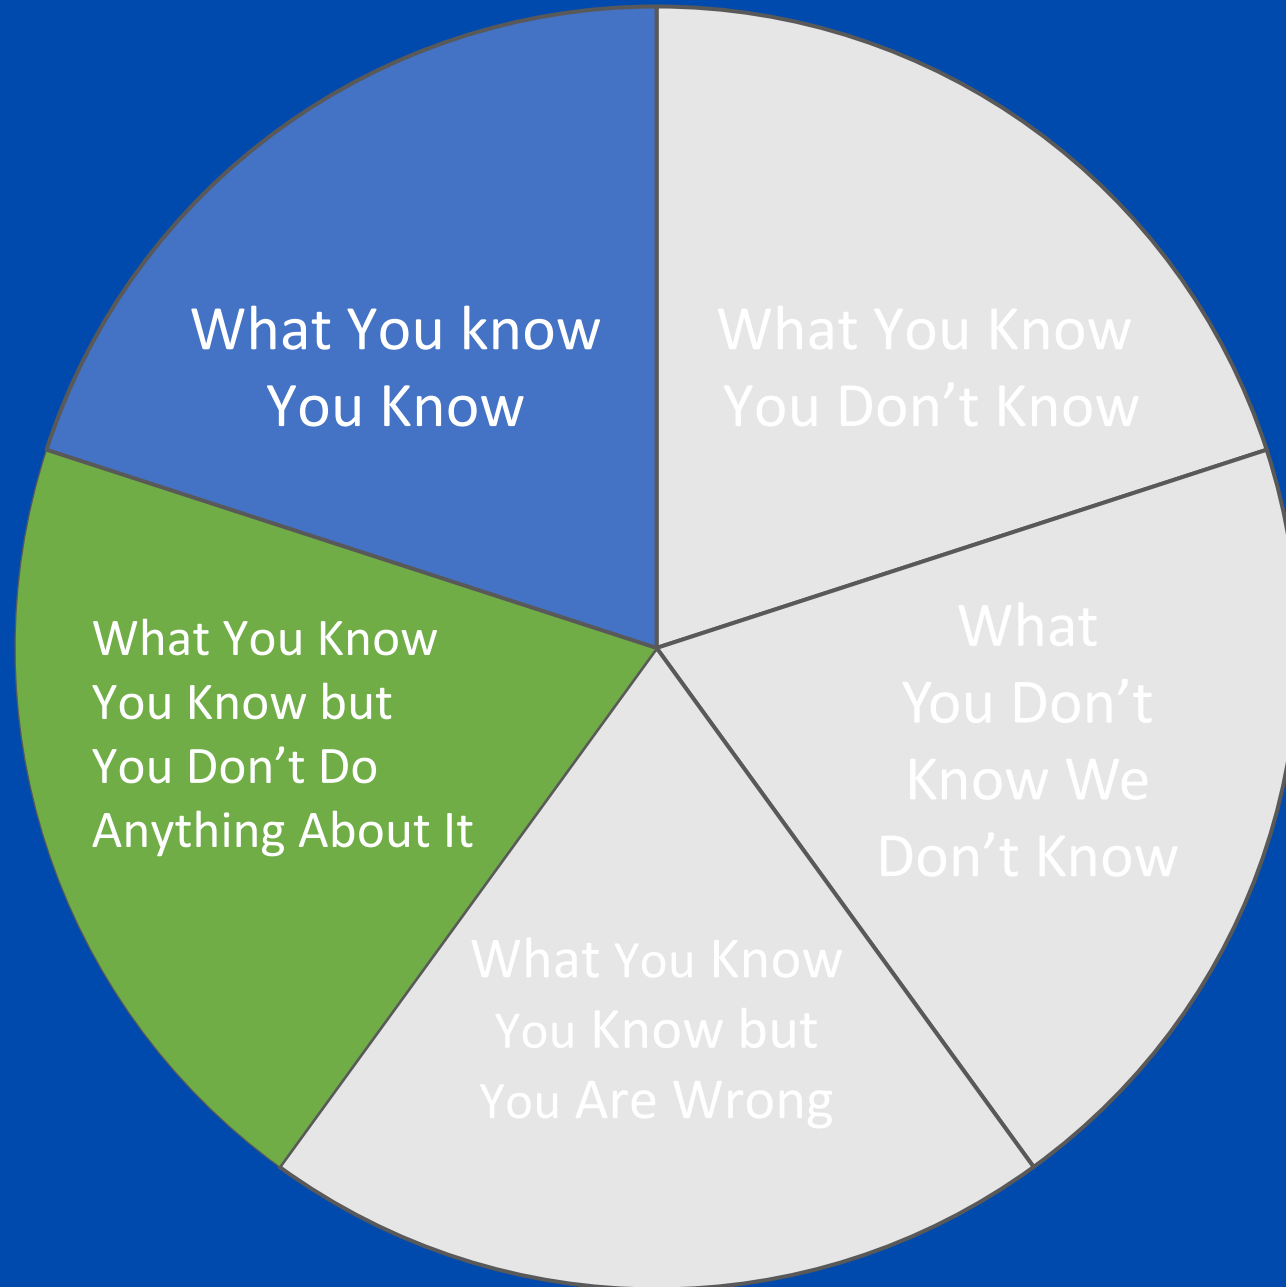 What You know
You Know
What You Know
You Don't Know
What
You Don't
Know We
Don't Know
What You Know
You Know but
You Are Wrong
What You Know
You Know but
You Don't Do
Anything About It